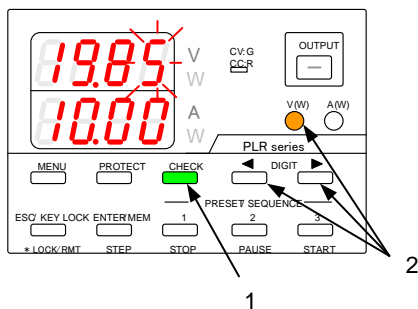 19.85 V
W
CV:G
CC:R
OUTPUT
10.00 A
W
V(W) A(W)
PLR series
MENU PROTECT CHECK ◀ DIGIT ▶
PRESET/ SEQUENCE
ESC/ KEY LOCK ENTER/MEM 1 2 3
* LOCK/RMT STEP STOP PAUSE START
1
2